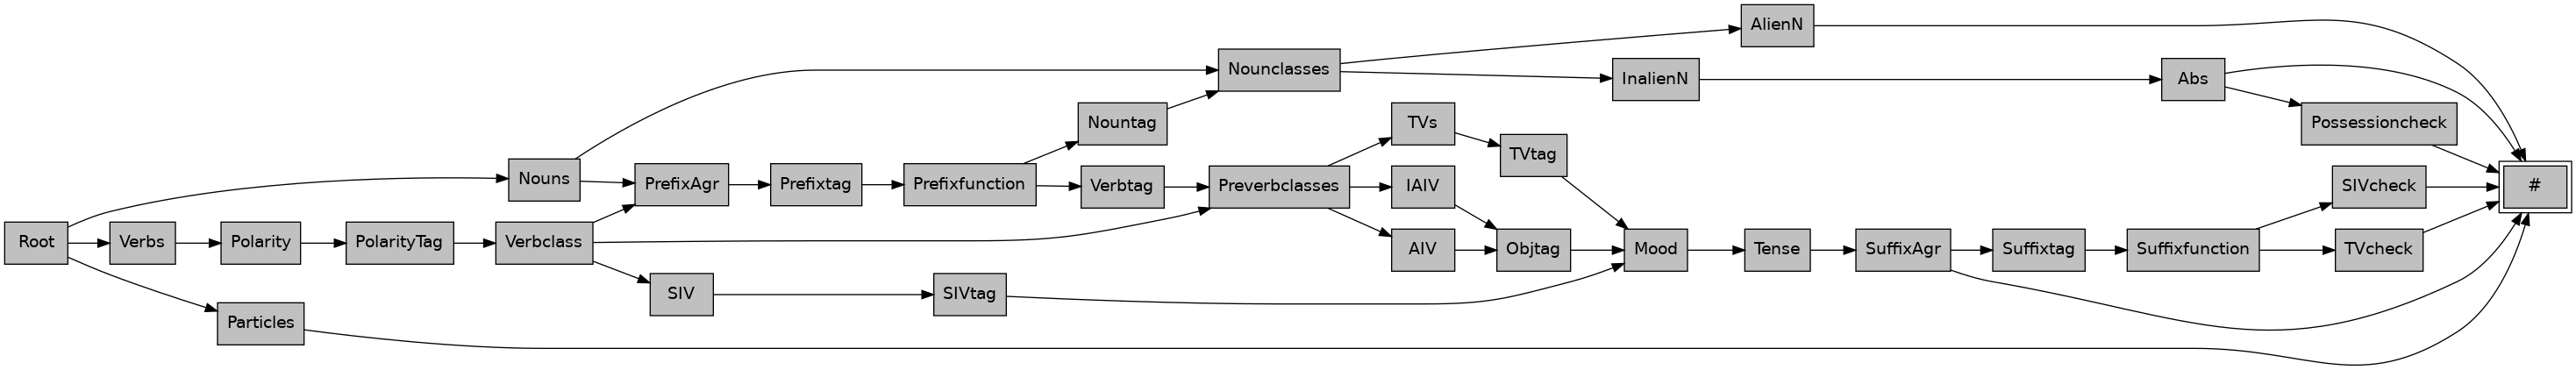 AlienN
Nounclasses
InalienN
Abs
Nountag
TVs
Possessioncheck
TVtag
Nouns
PrefixAgr
Prefixtag
Prefixfunction
Verbtag
Preverbclasses
IAIV
SIVcheck
#
Root
Verbs
Polarity
PolarityTag
Verbclass
AIV
Objtag
Mood
Tense
SuffixAgr
Suffixtag
Suffixfunction
TVcheck
SIV
SIVtag
Particles